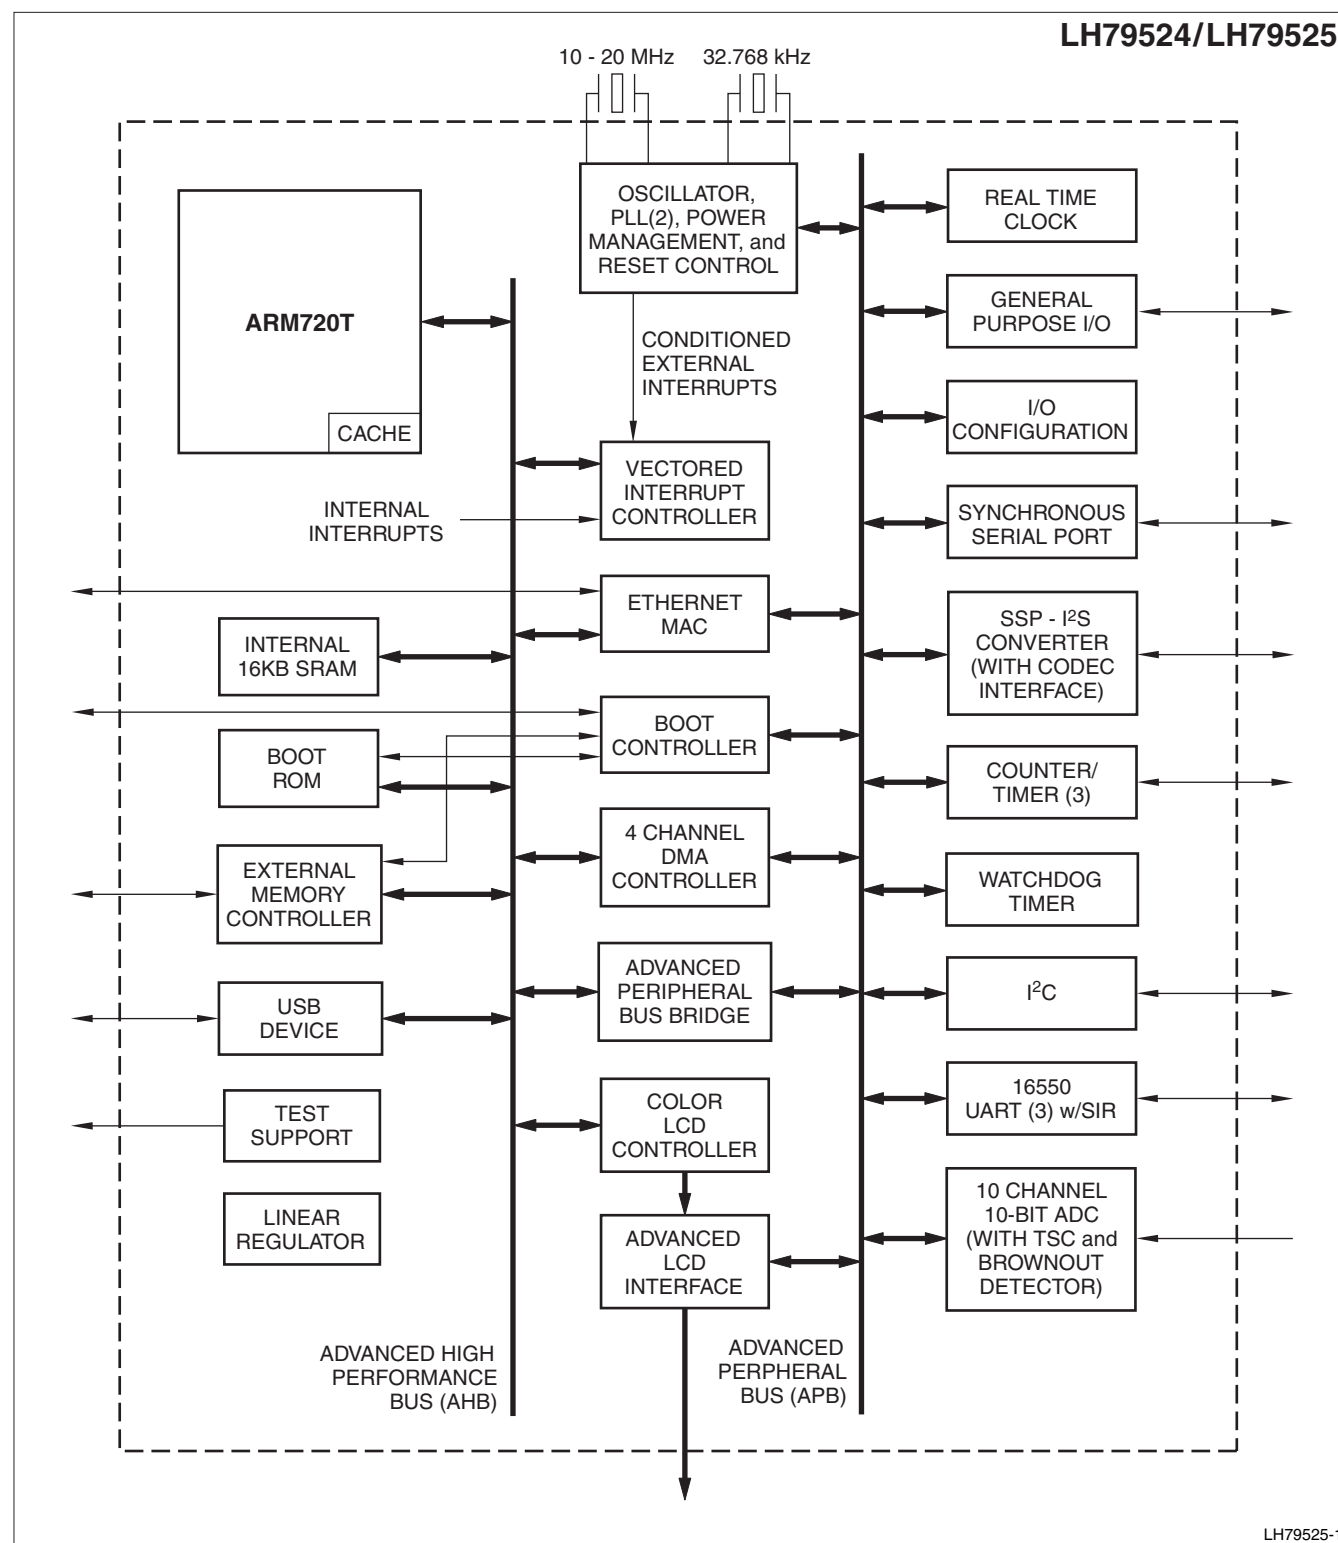 LH79524/LH79525
10 - 20 MHz
32.768 kHz
OSCILLATOR,
PLL(2), POWER
MANAGEMENT, and
RESET CONTROL
ARM720T
CACHE
CONDITIONED
EXTERNAL
INTERRUPTS
VECTORED
INTERRUPT
CONTROLLER
INTERNAL
INTERRUPTS
ETHERNET
MAC
INTERNAL
16KB SRAM
BOOT
CONTROLLER
BOOT
ROM
4 CHANNEL
DMA
CONTROLLER
EXTERNAL
MEMORY
CONTROLLER
ADVANCED
PERIPHERAL
BUS BRIDGE
USB
DEVICE
COLOR
LCD
CONTROLLER
TEST
SUPPORT
LINEAR
REGULATOR
ADVANCED
LCD
INTERFACE
ADVANCED HIGH
PERFORMANCE
BUS (AHB)
ADVANCED
PERPHERAL
BUS (APB)
REAL TIME
CLOCK
GENERAL
PURPOSE I/O
I/O
CONFIGURATION
SYNCHRONOUS
SERIAL PORT
SSP - I²S
CONVERTER
(WITH CODEC
INTERFACE)
COUNTER/
TIMER (3)
WATCHDOG
TIMER
I²C
16550
UART (3) w/SIR
10 CHANNEL
10-BIT ADC
(WITH TSC and
BROWNOUT
DETECTOR)
LH79525-1